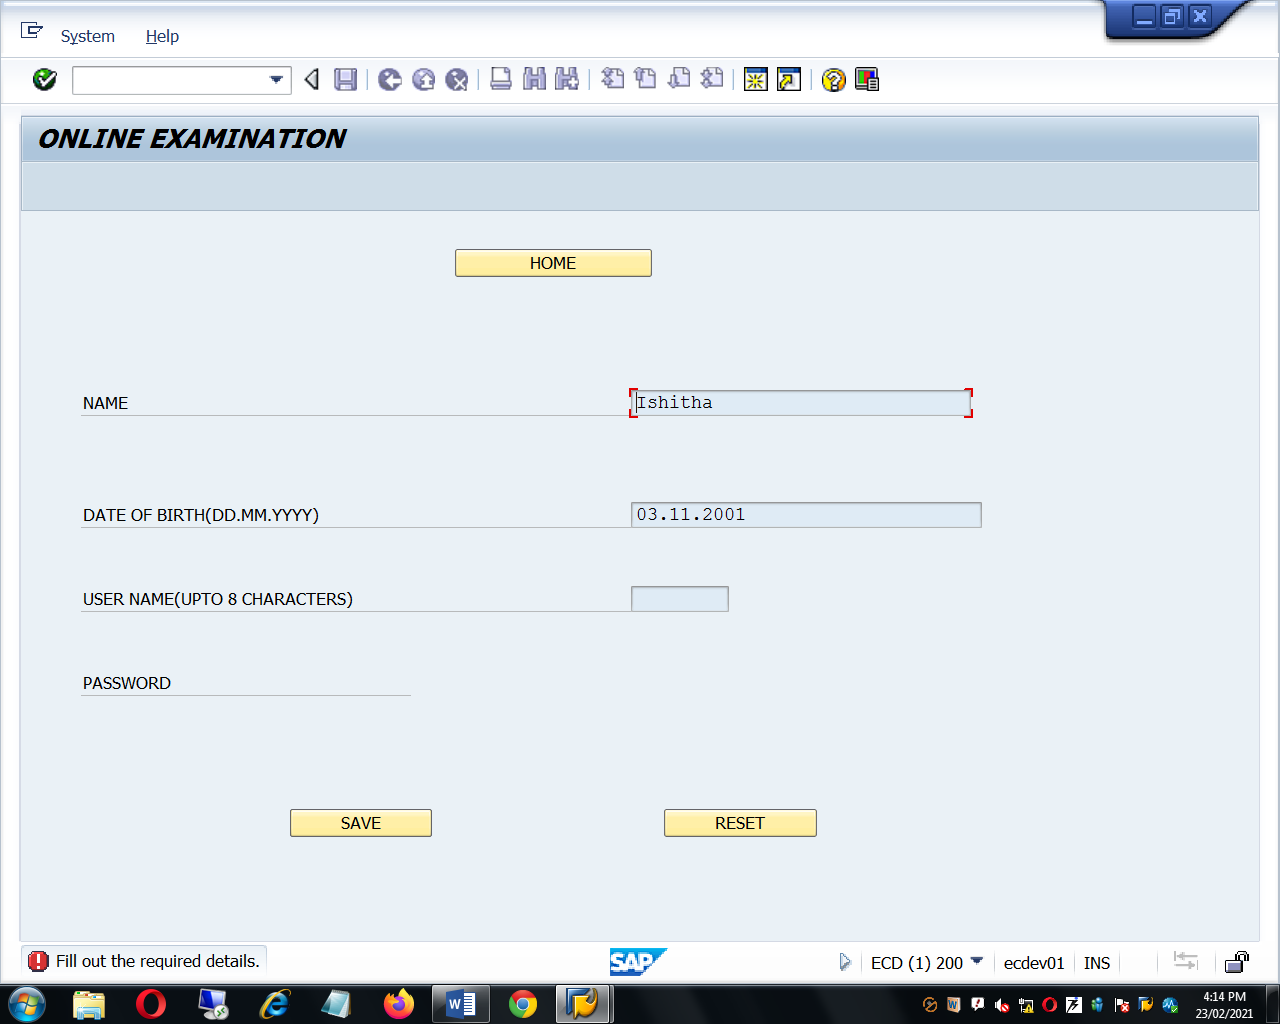 System Help
ONLINE EXAMINATION
HOME
NAME Ishitha
DATE OF BIRTH(DD.MM.YYYY) 03.11.2001
USER NAME(UPTO 8 CHARACTERS)
PASSWORD
SAVE RESET
Fill out the required details. SAP ECD (1) 200 ecdev01 INS
4:14 PM
23/02/2021